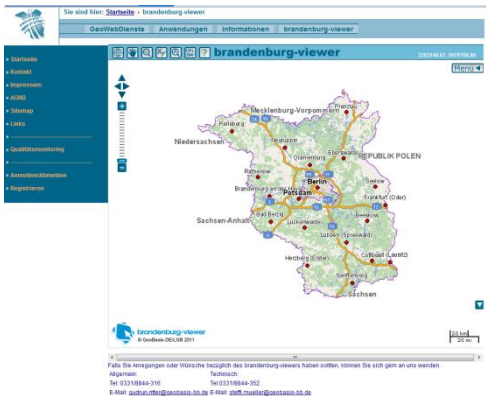 Sie sind hier: Startseite › brandenburg-viewer
GeoWebDienste Anwendungen Informationen brandenburg-viewer
Startseite
Kontakt
Impressum
AGNB
Sitemap
Links
Qualitätsmonitoring
Anmelden/Abmelden
Registrieren
brandenburg-viewer
Menü
Mecklenburg-Vorpommern
Prenzlau
Perleberg
Niedersachsen
Neuruppin
Eberswalde
REPUBLIK POLEN
Oranienburg
Rathenow
Berlin
Seelow
Brandenburg an der Havel
Potsdam
Frankfurt (Oder)
Sachsen-Anhalt
Bad Belzig
Luckenwalde
Beeskow
Lübben (Spreewald)
Herzberg (Elster)
Cottbus
(Lausitz)
Senftenberg
Sachsen
brandenburg-viewer
© GeoBasis-DE/LGB 2011
20 km
20 mi
Falls Sie Anregungen oder Wünsche bezüglich des brandenburg-viewers haben sollten, können Sie sich gern an uns wenden.
Allgemein: Technisch:
Tel: 0331/8844-316 Tel:0331/8844-352
E-Mail: gudrun.ritter@geobasis-bb.de E-Mail: steffi.mueller@geobasis-bb.de